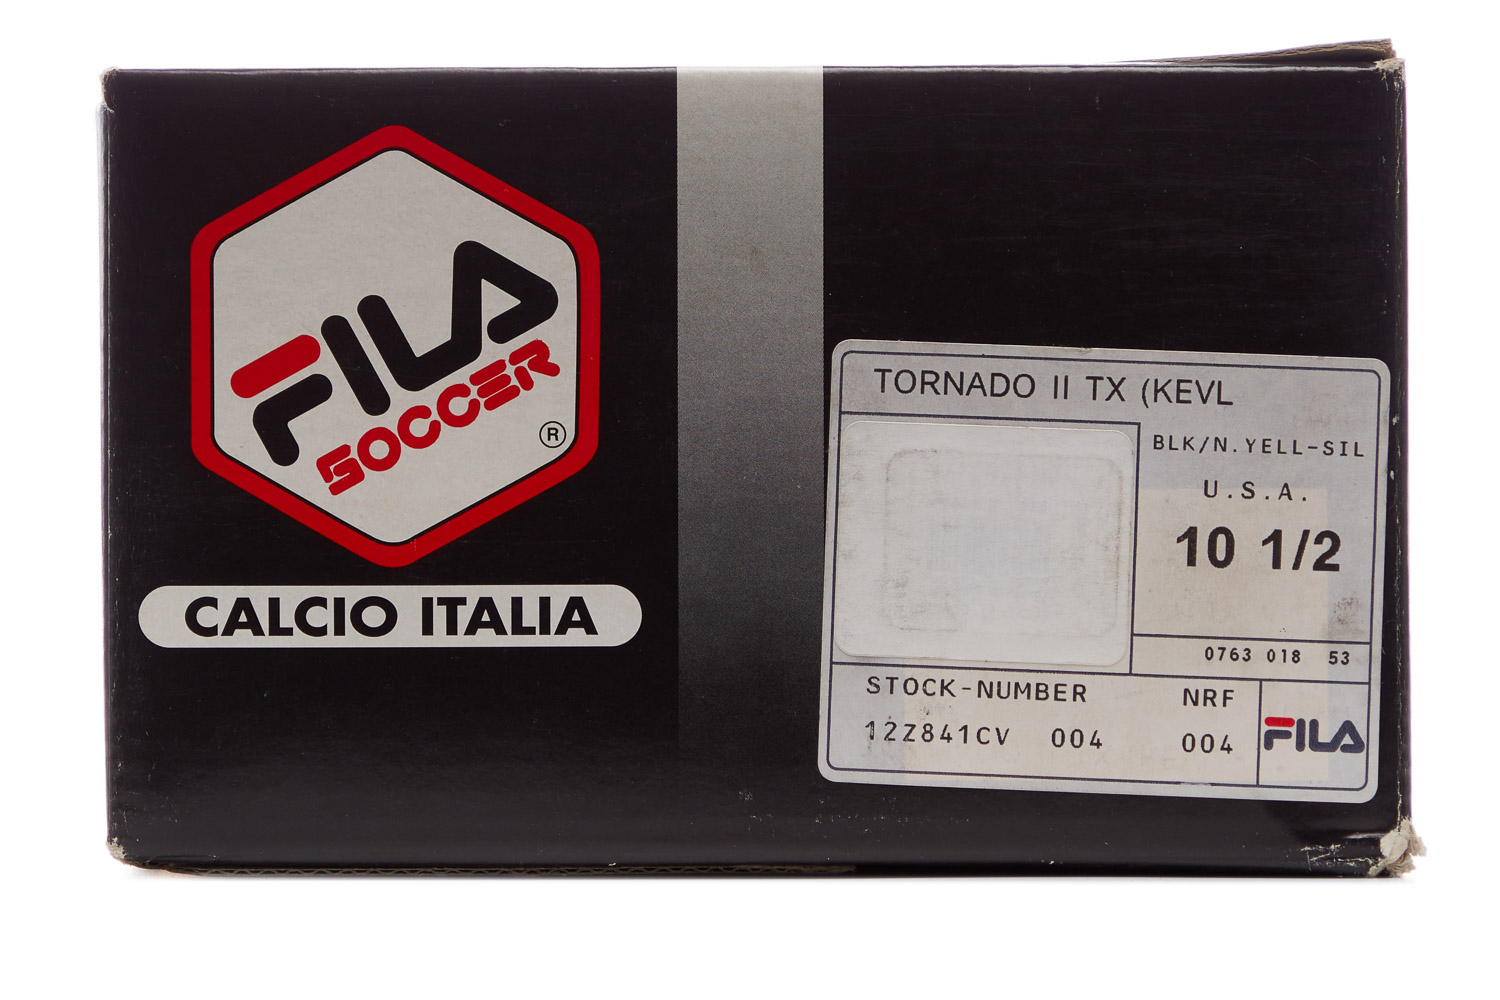 FILA
SOCCER
®
CALCIO ITALIA
TORNADO II TX (KEVL
BLK/N.YELL-SIL
U.S.A.
10 1/2
0763 018 53
STOCK-NUMBER NRF
12Z841CV 004 004
FILA